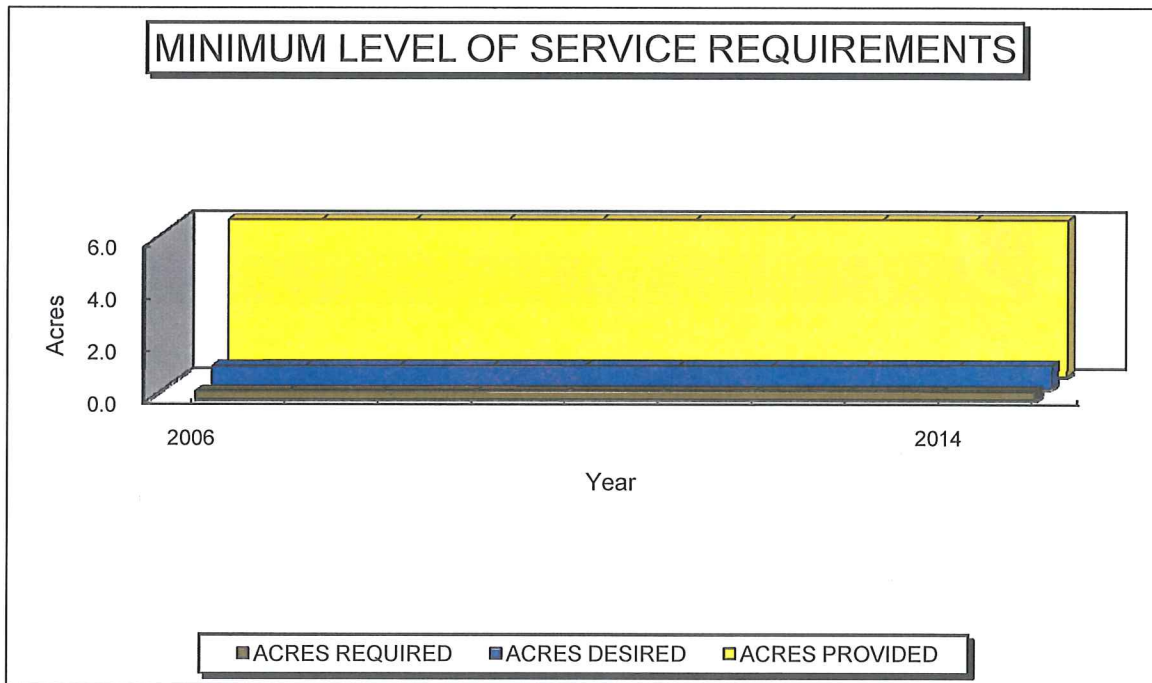 MINIMUM LEVEL OF SERVICE REQUIREMENTS
6.0
4.0
2.0
0.0
Acres
2006 2014
Year
ACRES REQUIRED ACRES DESIRED ACRES PROVIDED